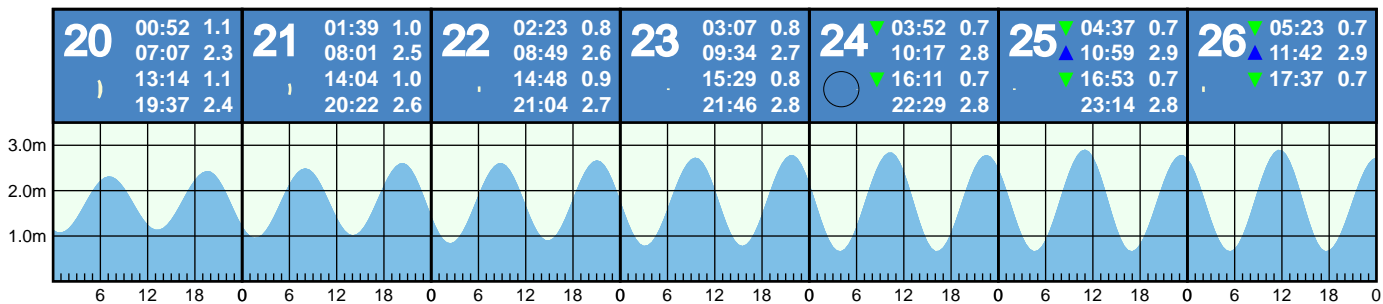 20 00:52 1.1
07:07 2.3
13:14 1.1
19:37 2.4
21 01:39 1.0
08:01 2.5
14:04 1.0
20:22 2.6
22 02:23 0.8
08:49 2.6
14:48 0.9
21:04 2.7
23 03:07 0.8
09:34 2.7
15:29 0.8
21:46 2.8
24 ▼ 03:52 0.7
10:17 2.8
▼ 16:11 0.7
22:29 2.8
25 ▼ 04:37 0.7
▲ 10:59 2.9
▼ 16:53 0.7
23:14 2.8
26 ▼ 05:23 0.7
▲ 11:42 2.9
▼ 17:37 0.7
3.0m
2.0m
1.0m
6 12 18 0 6 12 18 0 6 12 18 0 6 12 18 0 6 12 18 0 6 12 18 0 6 12 18 0